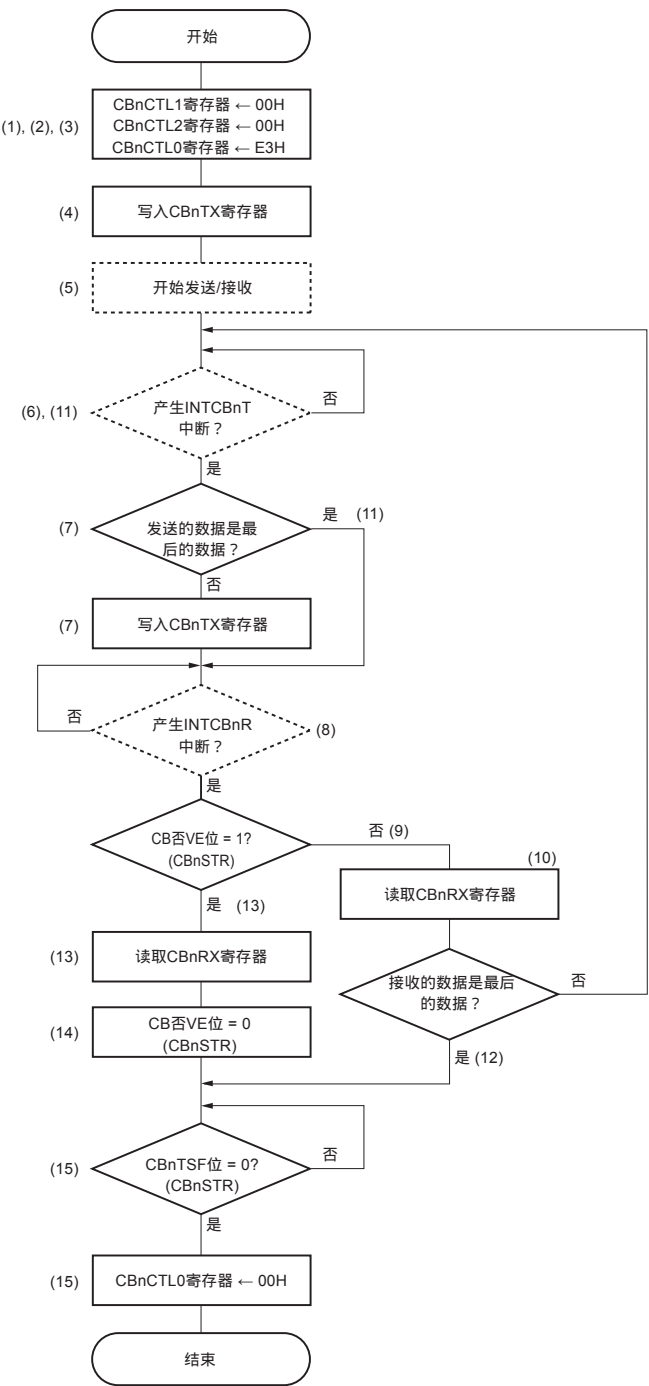 开始
(1), (2), (3)
CBnCTL1寄存器 ← 00H
CBnCTL2寄存器 ← 00H
CBnCTL0寄存器 ← E3H
(4)
写入CBnTX寄存器
(5)
开始发送/接收
(6), (11)
产生INTCBnT
中断？
否
是
(7)
发送的数据是最
后的数据？
是 (11)
否
(7)
写入CBnTX寄存器
否
产生INTCBnR
中断？
(8)
是
CB否VE位 = 1?
(CBnSTR)
否 (9)
是 (13)
(10)
读取CBnRX寄存器
(13)
读取CBnRX寄存器
接收的数据是最后
的数据？
否
(14)
CB否VE位 = 0
(CBnSTR)
是 (12)
(15)
CBnTSF位 = 0?
(CBnSTR)
否
是
(15)
CBnCTL0寄存器 ← 00H
结束